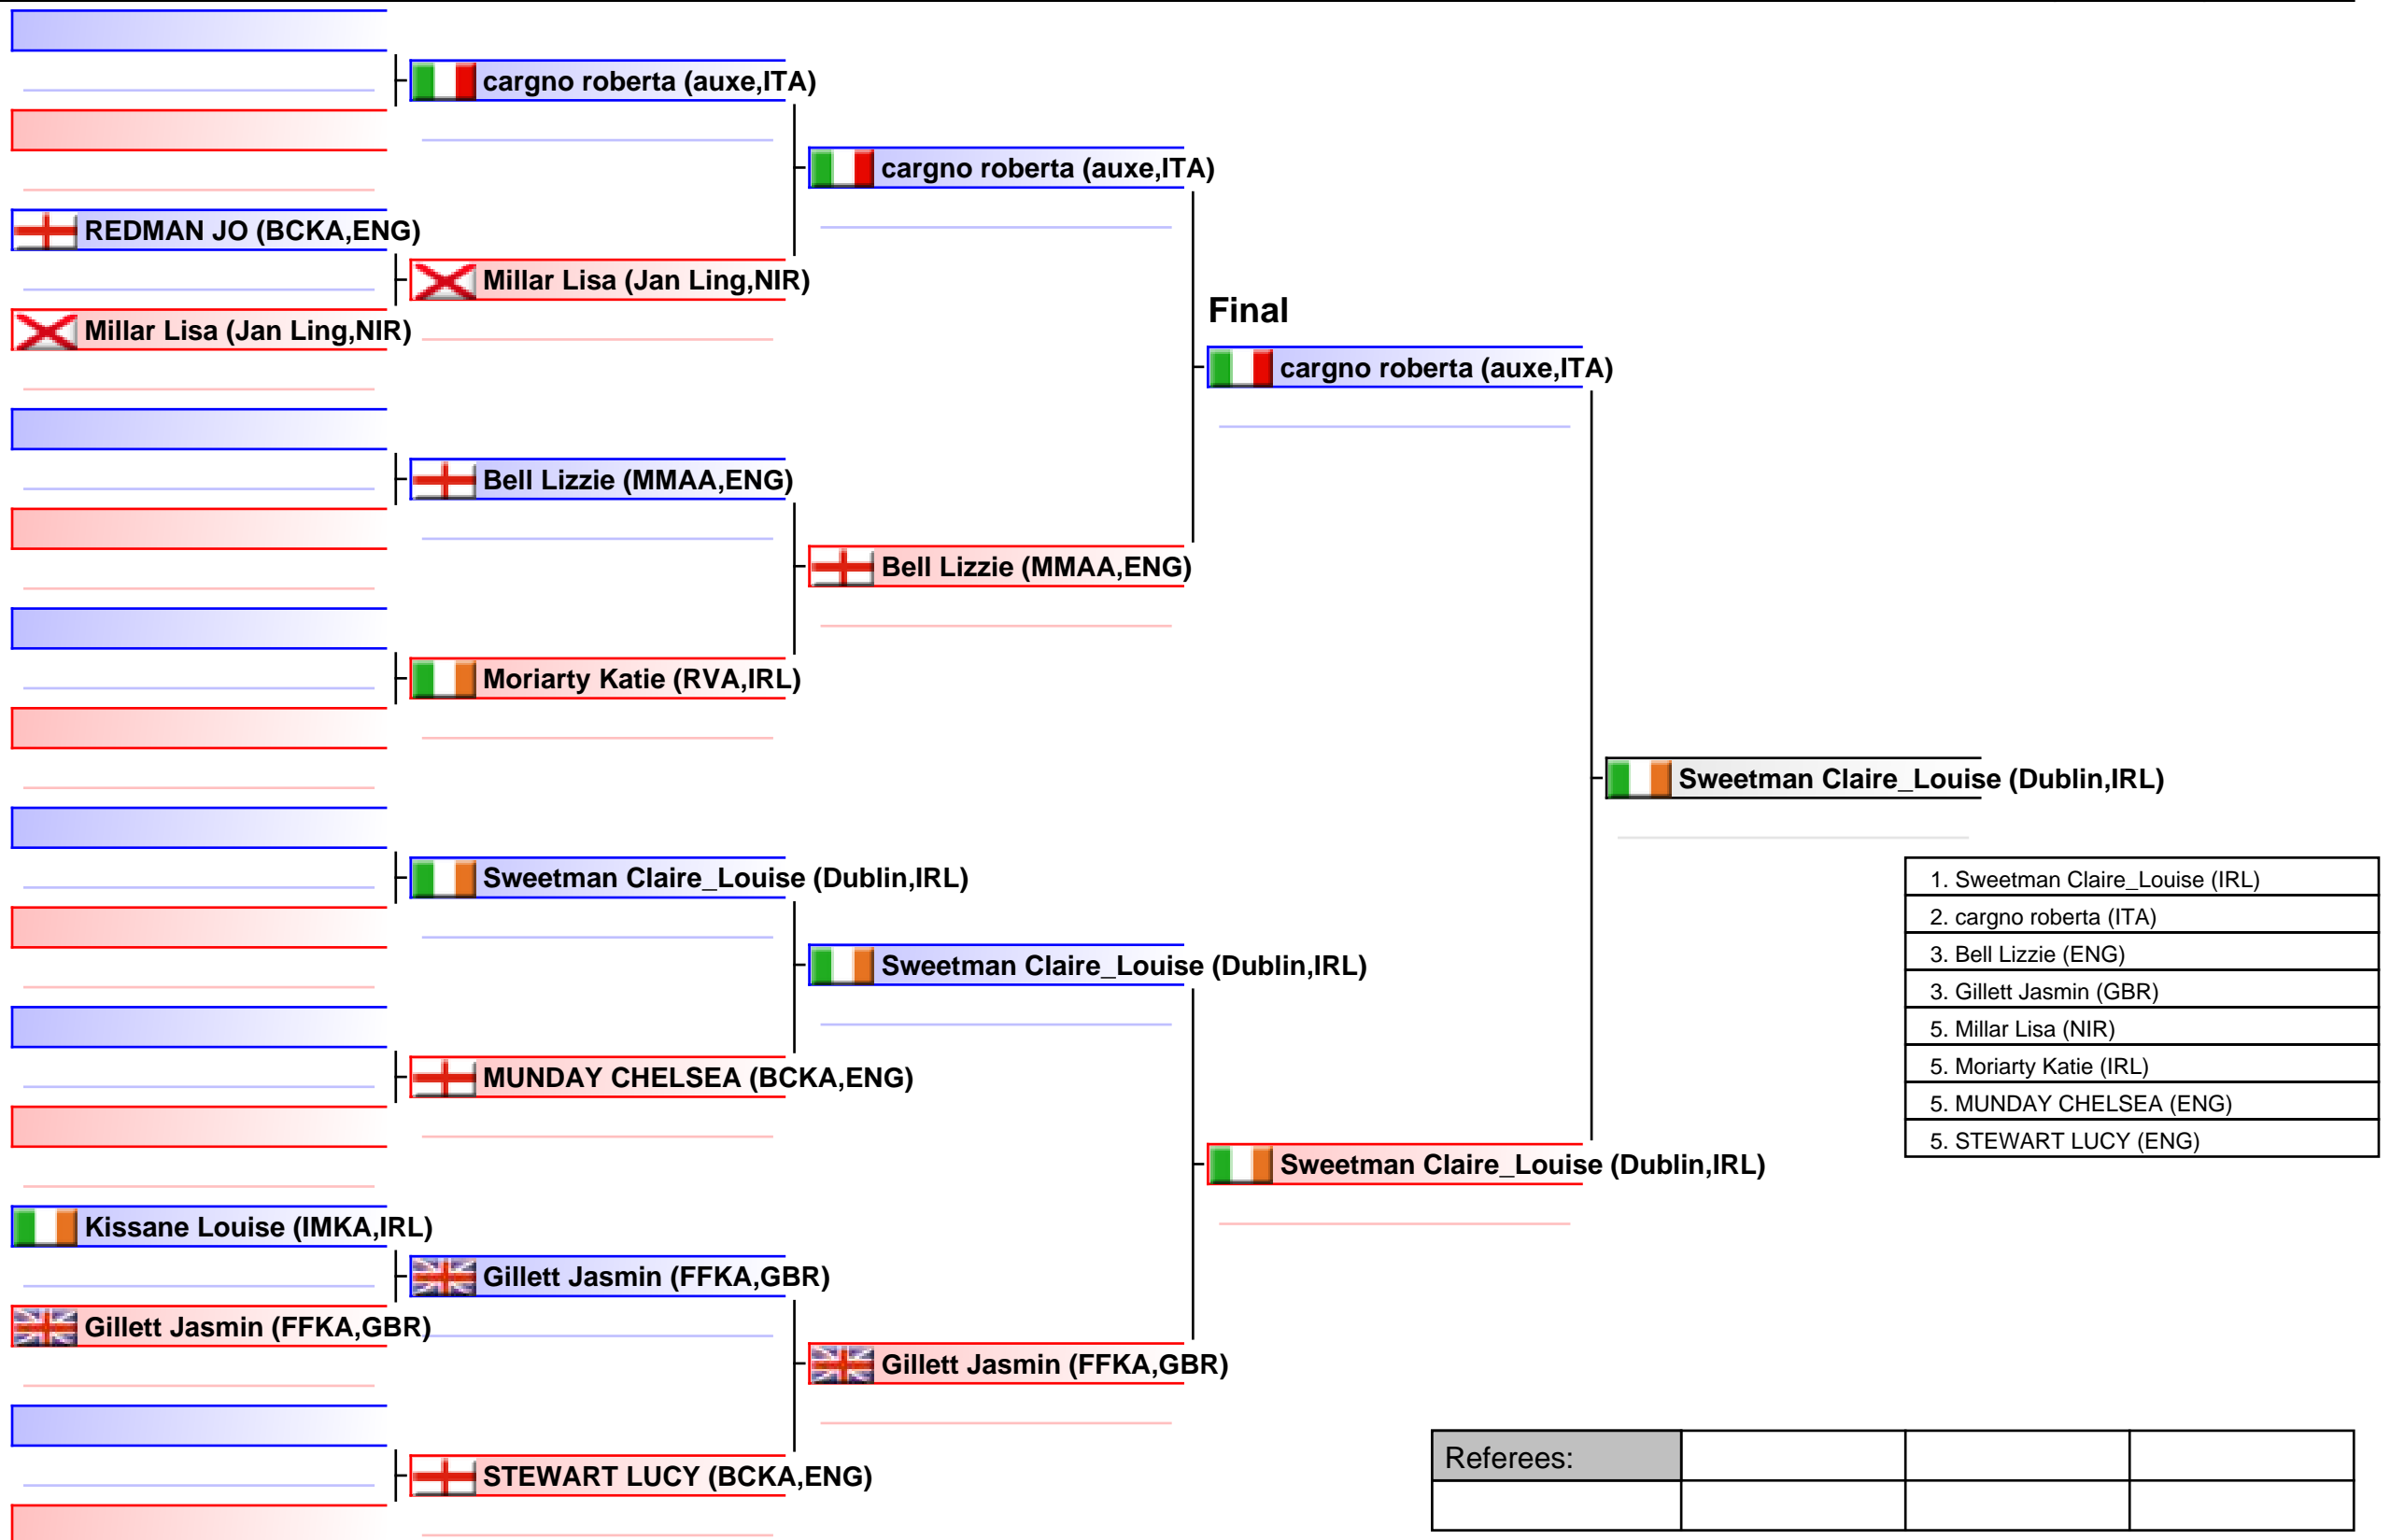 cargno roberta (auxe,ITA)
cargno roberta (auxe,ITA)
REDMAN JO (BCKA,ENG)
Millar Lisa (Jan Ling,NIR)
Final
Millar Lisa (Jan Ling,NIR)
cargno roberta (auxe,ITA)
Bell Lizzie (MMAA,ENG)
Bell Lizzie (MMAA,ENG)
Moriarty Katie (RVA,IRL)
Sweetman Claire_Louise (Dublin,IRL)
Sweetman Claire_Louise (Dublin,IRL)
1. Sweetman Claire_Louise (IRL)
2. cargno roberta (ITA)
3. Bell Lizzie (ENG)
3. Gillett Jasmin (GBR)
5. Millar Lisa (NIR)
5. Moriarty Katie (IRL)
5. MUNDAY CHELSEA (ENG)
5. STEWART LUCY (ENG)
Sweetman Claire_Louise (Dublin,IRL)
MUNDAY CHELSEA (BCKA,ENG)
Sweetman Claire_Louise (Dublin,IRL)
Kissane Louise (IMKA,IRL)
Gillett Jasmin (FFKA,GBR)
Gillett Jasmin (FFKA,GBR)
Gillett Jasmin (FFKA,GBR)
STEWART LUCY (BCKA,ENG)
Referees: